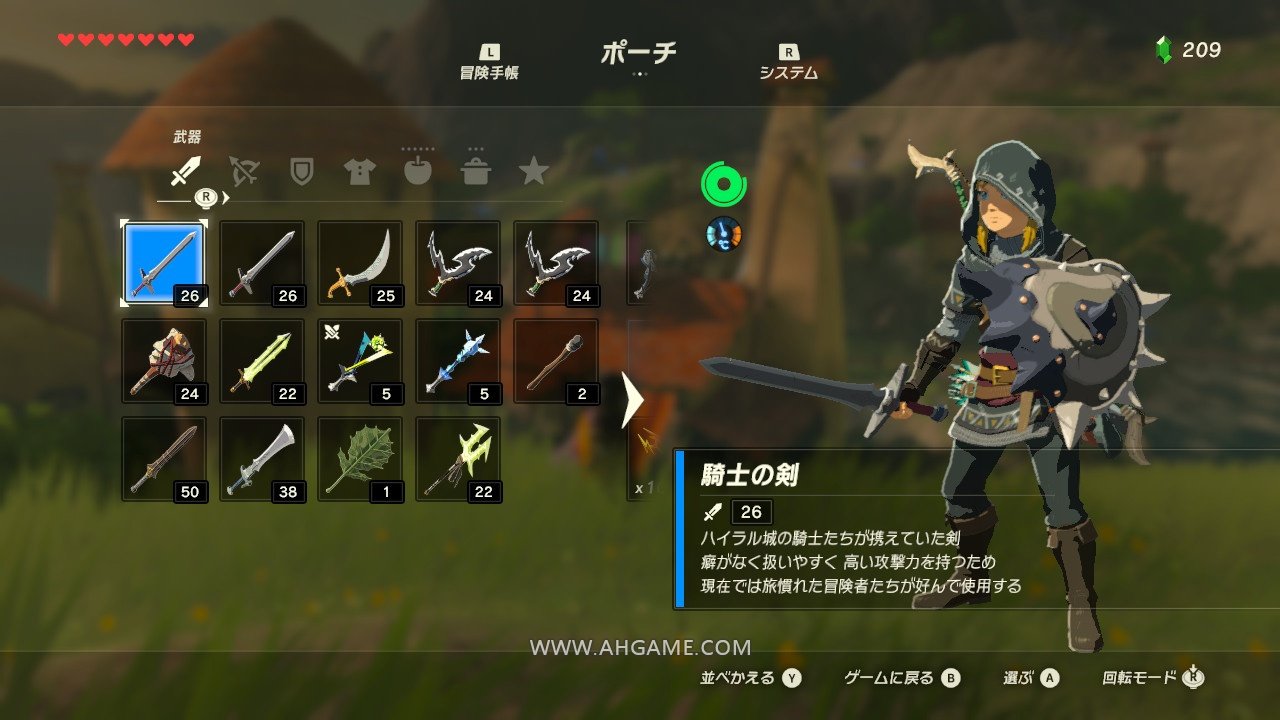 L
ポーチ
R
冒険手帳
システム
209
武器
R
26
26
25
24
24
24
22
5
5
2
50
38
1
22
x1
騎士の剣
26
ハイラル城の騎士たちが携えていた剣
癖がなく扱いやすく 高い攻撃力を持つため
現在では旅慣れた冒険者たちが好んで使用する
WWW.AHGAME.COM
並べかえる Y
ゲームに戻る B
選ぶ A
回転モード R